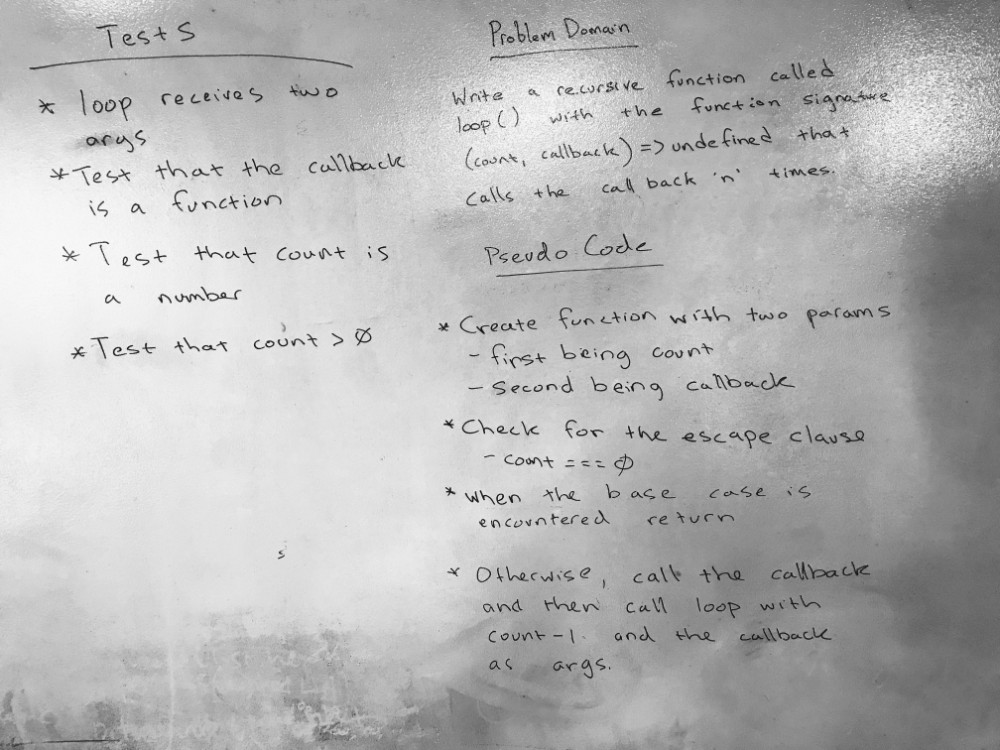 Tests
* loop receives two
args
* Test that the callback
is a function
* Test that count is
a number
* Test that count > Ø
s
Problem Domain
Write a recursive function called
loop() with the function signature
(count, callback) => undefined that
calls the call back 'n' times.
Pseudo Code
* Create function with two params
- first being count
- second being callback
* Check for the escape clause
- count === Ø
* when the base case is
encountered return
* Otherwise, call the callback
and then call loop with
count-1 and the callback
as args.